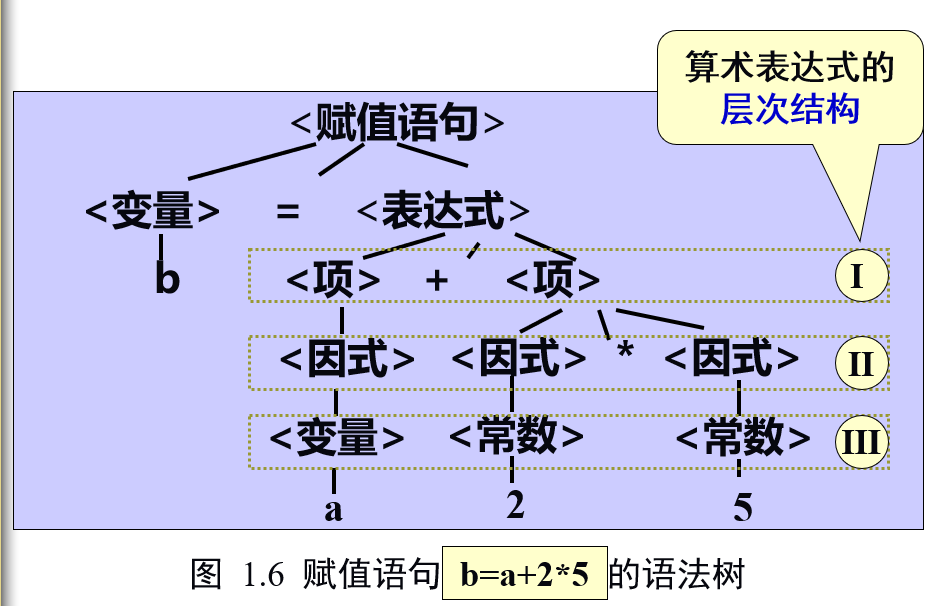 算术表达式的
层次结构
<赋值语句>
<变量> = <表达式>
b <项> + <项> I
<因式> <因式> * <因式> II
<变量> <常数> <常数> III
a 2 5
图 1.6 赋值语句 b=a+2*5 的语法树